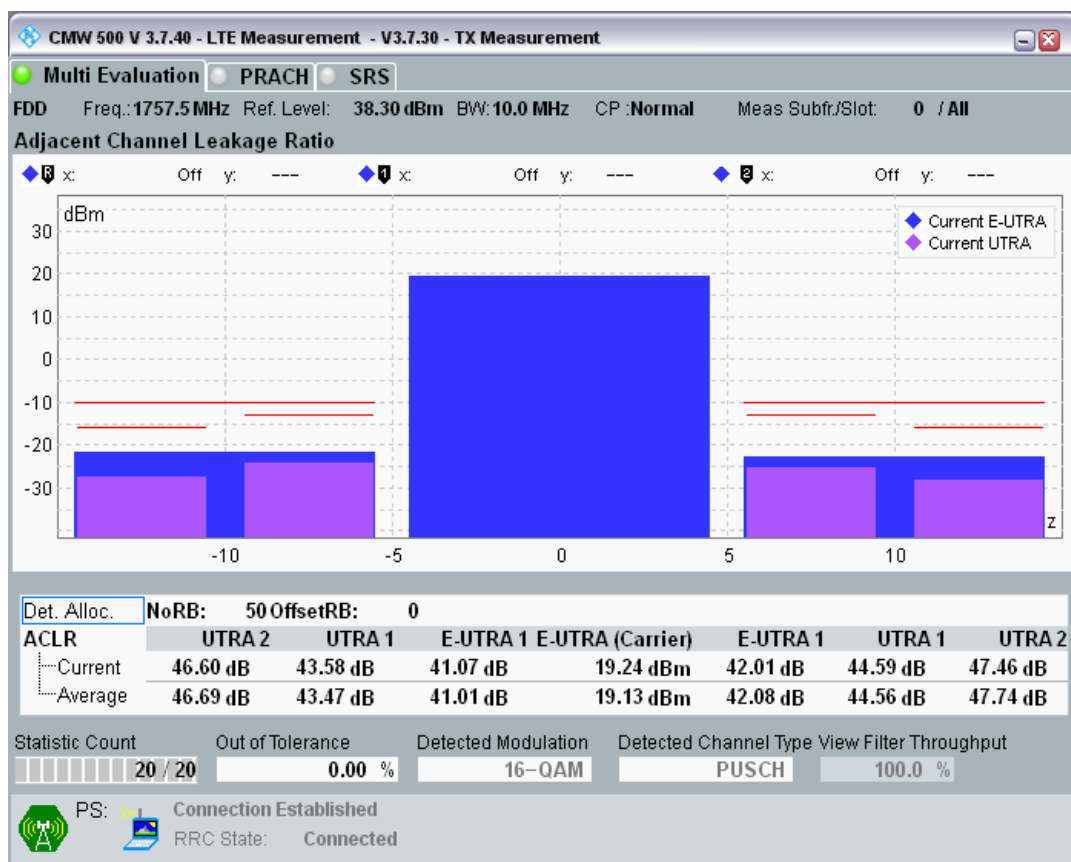 CMW 500 V 3.7.40 - LTE Measurement - V3.7.30 - TX Measurement
Multi Evaluation PRACH SRS
FDD Freq.: 1757.5 MHz Ref. Level: 38.30 dBm BW: 10.0 MHz CP :Normal Meas Subfr./Slot: 0 / All
Adjacent Channel Leakage Ratio
R x: Off y: --- 1 x: Off y: --- 2 x: Off y: ---
dBm
Current E-UTRA
Current UTRA
30
20
10
0
-10
-20
-30
z
-10 -5 0 5 10
Det. Alloc. NoRB: 50 OffsetRB: 0
ACLR UTRA 2 UTRA 1 E-UTRA 1 E-UTRA (Carrier) E-UTRA 1 UTRA 1 UTRA 2
Current 46.60 dB 43.58 dB 41.07 dB 19.24 dBm 42.01 dB 44.59 dB 47.46 dB
Average 46.69 dB 43.47 dB 41.01 dB 19.13 dBm 42.08 dB 44.56 dB 47.74 dB
Statistic Count Out of Tolerance Detected Modulation Detected Channel Type View Filter Throughput
20 / 20 0.00 % 16-QAM PUSCH 100.0 %
PS: Connection Established
RRC State: Connected